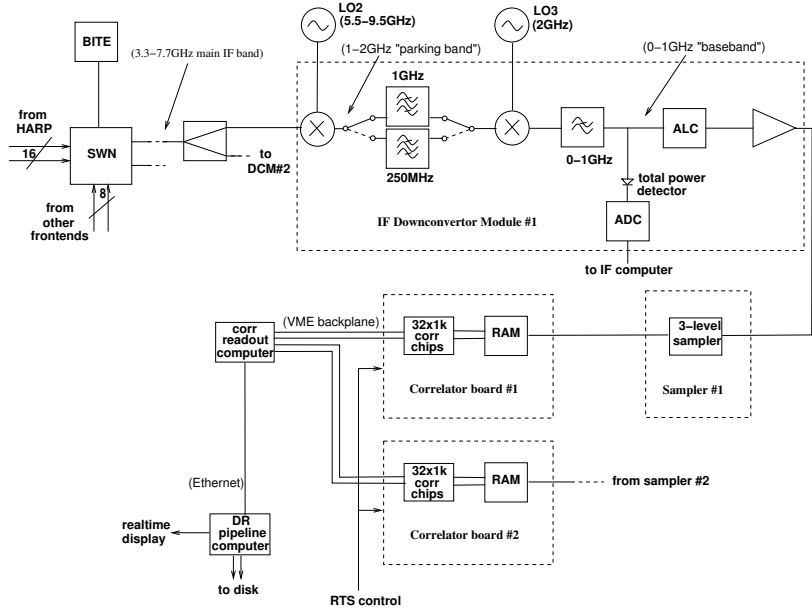 LO2
(5.5-9.5GHz)
LO3
(2GHz)
BITE
(3.3-7.7GHz main IF band)
(1-2GHz "parking band")
(0-1GHz "baseband")
1GHz
from
HARP
16
SWN
ALC
to
DCM#2
250MHz
0-1GHz
total power
detector
8
from
other
frontends
ADC
IF Downconvertor Module #1
to IF computer
(VME backplane)
corr
readout
computer
32x1k
corr
chips
RAM
3-level
sampler
Correlator board #1
Sampler #1
(Ethernet)
32x1k
corr
chips
RAM
from sampler #2
realtime
display
DR
pipeline
computer
Correlator board #2
to disk
RTS control